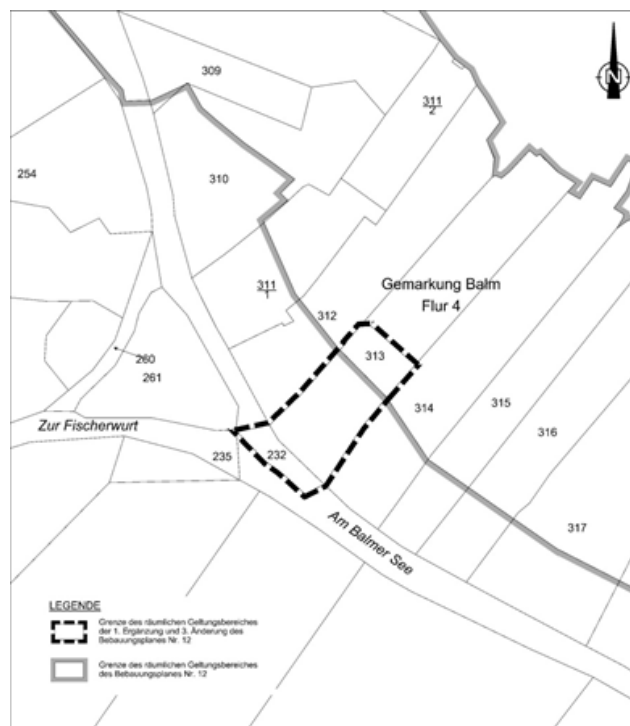 N
309
311
2
254
310
Gemarkung Balm
Flur 4
311
1
312
313
260
261
314
315
316
Zur Fischerwurt
235
232
317
Am Balmer See
LEGENDE
Grenze des räumlichen Geltungsbereiches
der 1. Ergänzung und 3. Änderung des
Bebauungsplanes Nr. 12
Grenze des räumlichen Geltungsbereiches
des Bebauungsplanes Nr. 12